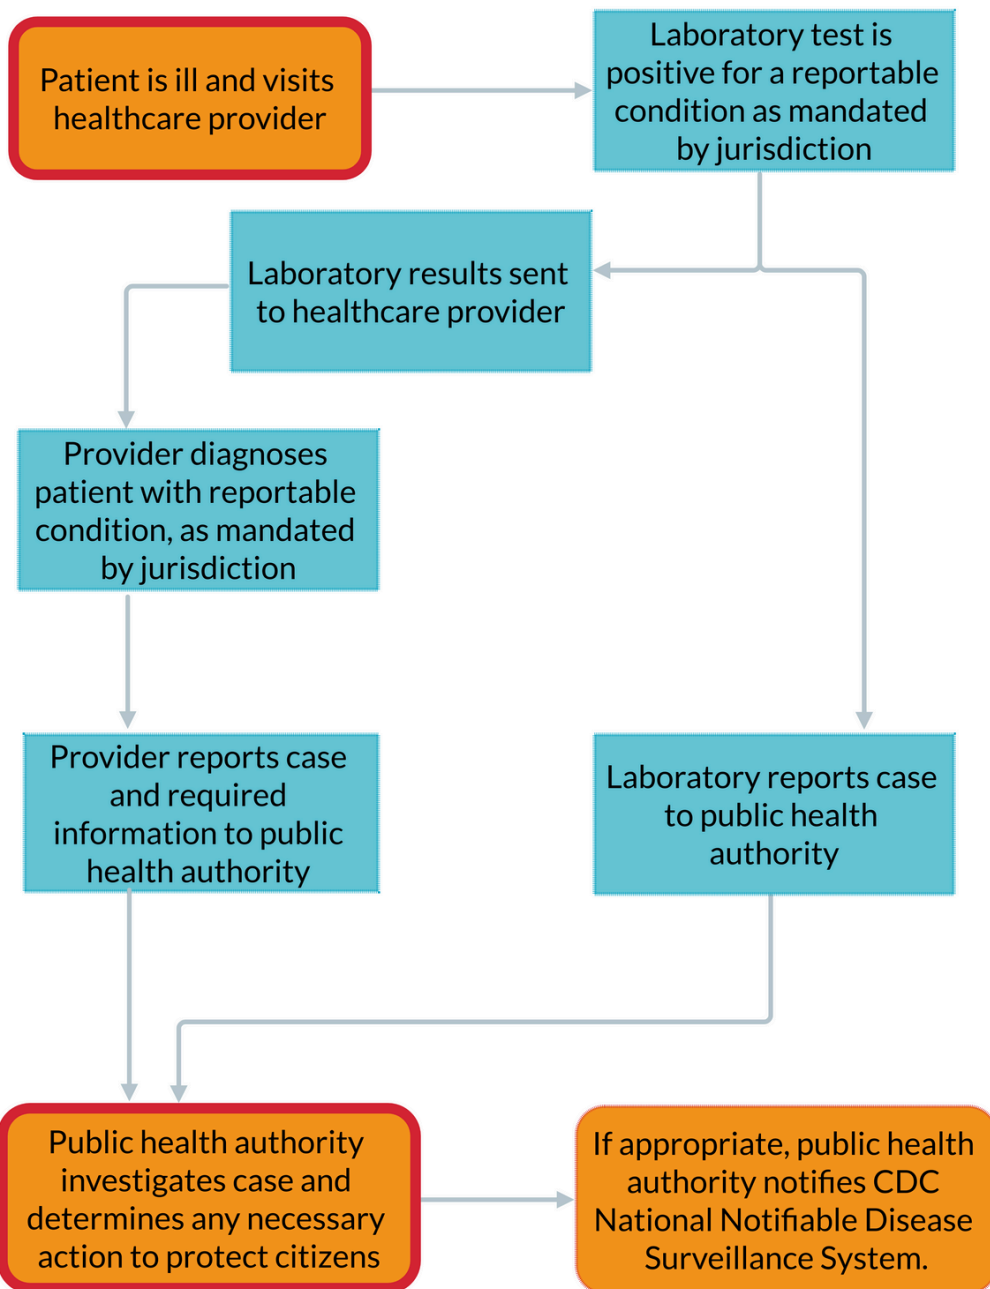 Patient is ill and visits
healthcare provider
Laboratory test is
positive for a reportable
condition as mandated
by jurisdiction
Laboratory results sent
to healthcare provider
Provider diagnoses
patient with reportable
condition, as mandated
by jurisdiction
Provider reports case
and required
information to public
health authority
Laboratory reports case
to public health
authority
Public health authority
investigates case and
determines any necessary
action to protect citizens
If appropriate, public health
authority notifies CDC
National Notifiable Disease
Surveillance System.